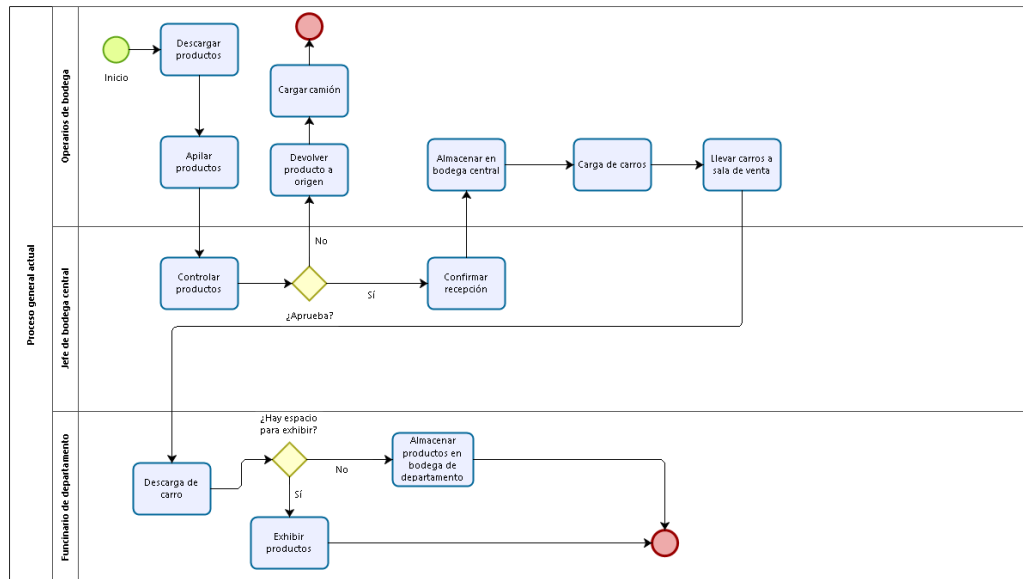 Proceso general actual
Operarios de bodega
Inicio
Descargar
productos
Apilar
productos
Cargar camión
Devolver
producto a
origen
Almacenar en
bodega central
Carga de carros
Llevar carros a
sala de venta
Jefe de bodega central
Controlar
productos
No
¿Aprueba?
Sí
Confirmar
recepción
Funcinario de departamento
Descarga de
carro
¿Hay espacio
para exhibir?
No
Sí
Almacenar
productos en
bodega de
departamento
Exhibir
productos